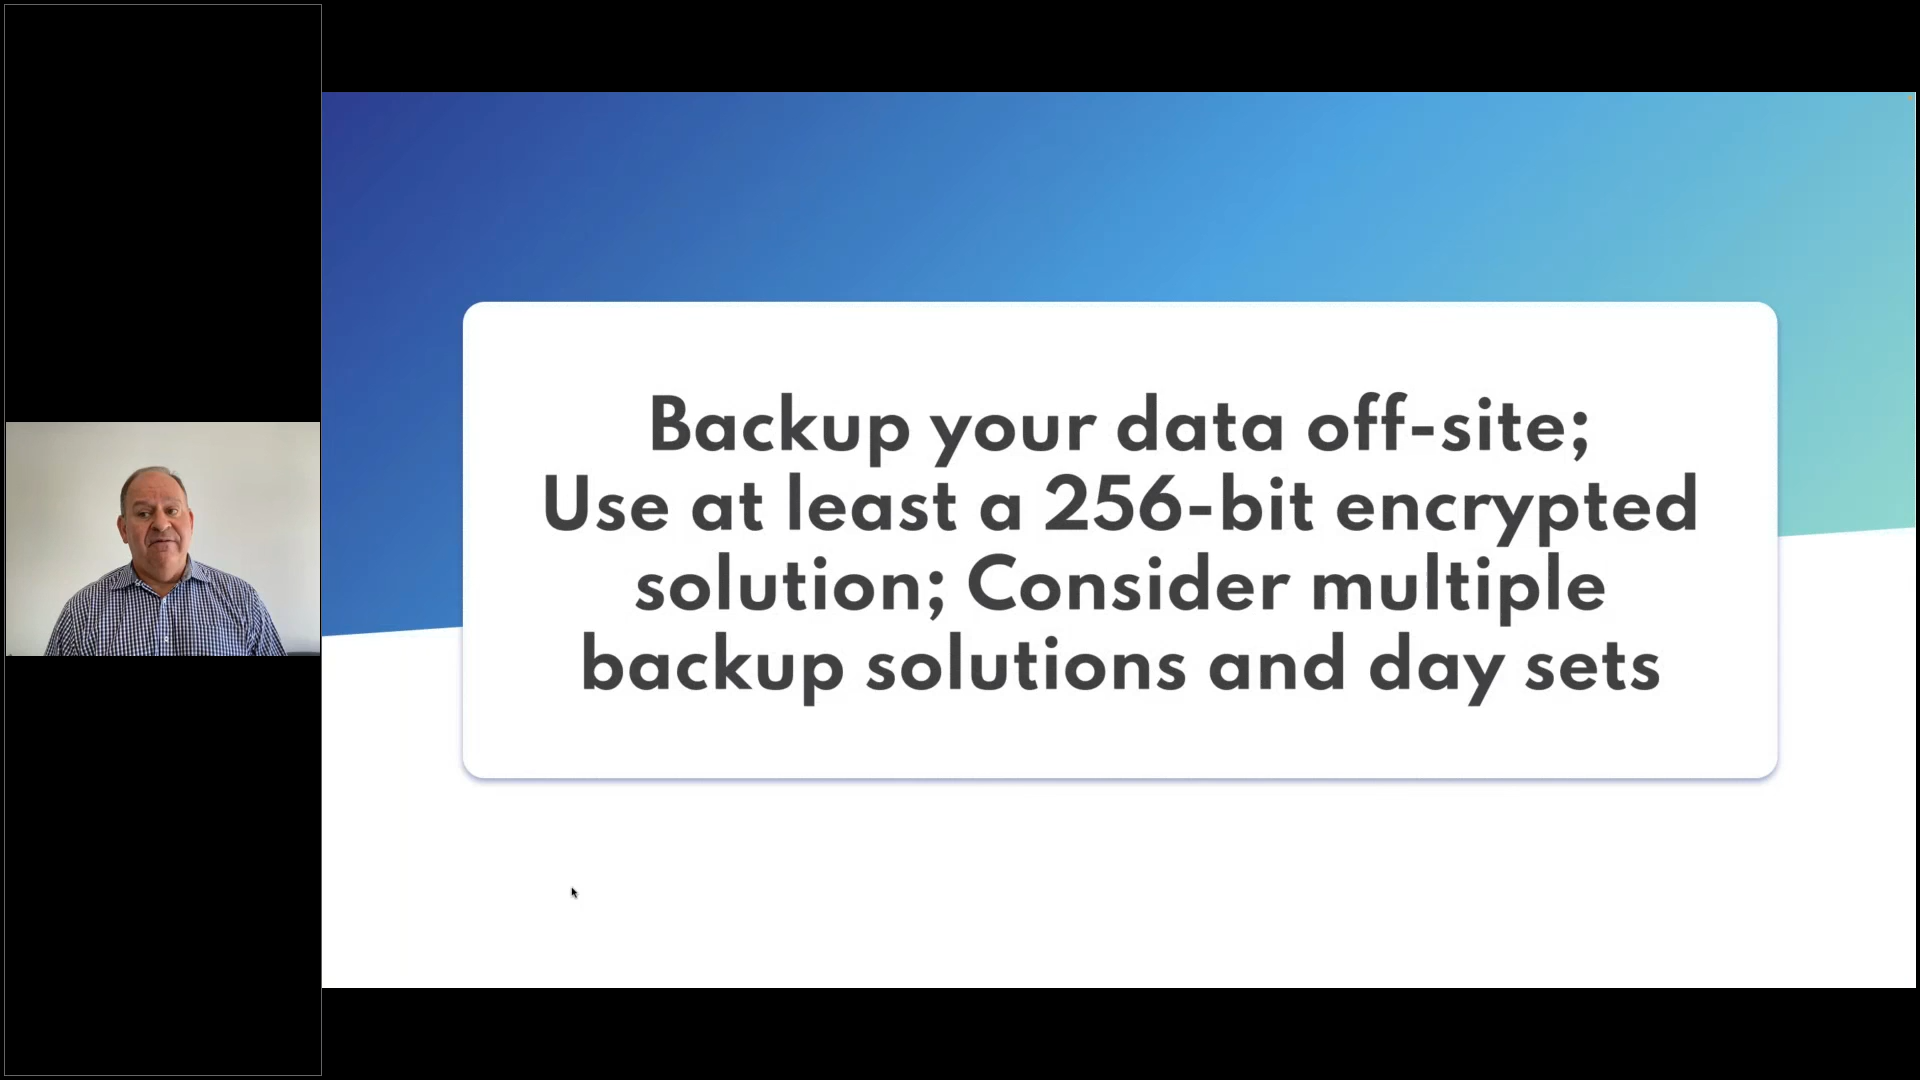 Backup your data off-site;
Use at least a 256-bit encrypted
solution; Consider multiple
backup solutions and day sets